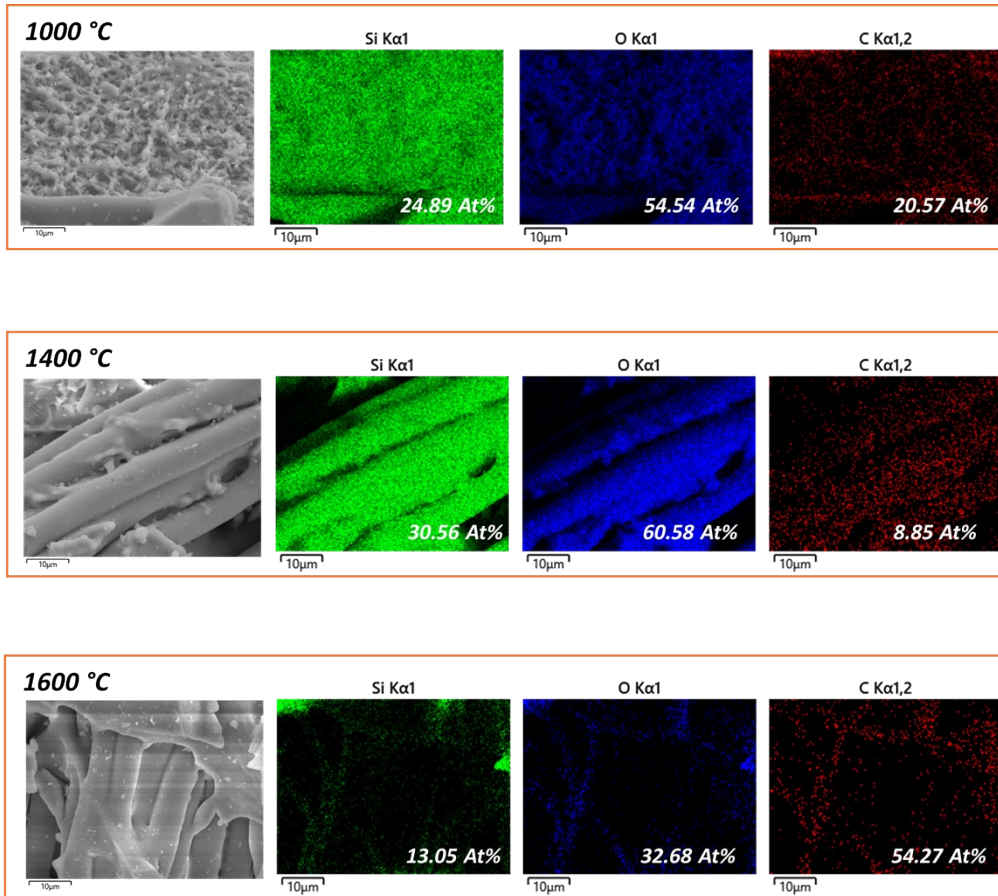 1000 °C
Si Kα1
O Kα1
C Kα1,2
24.89 At%
54.54 At%
20.57 At%
10μm
10μm
10μm
10μm
1400 °C
Si Kα1
O Kα1
C Kα1,2
30.56 At%
60.58 At%
8.85 At%
10μm
10μm
10μm
10μm
1600 °C
Si Kα1
O Kα1
C Kα1,2
13.05 At%
32.68 At%
54.27 At%
10μm
10μm
10μm
10μm